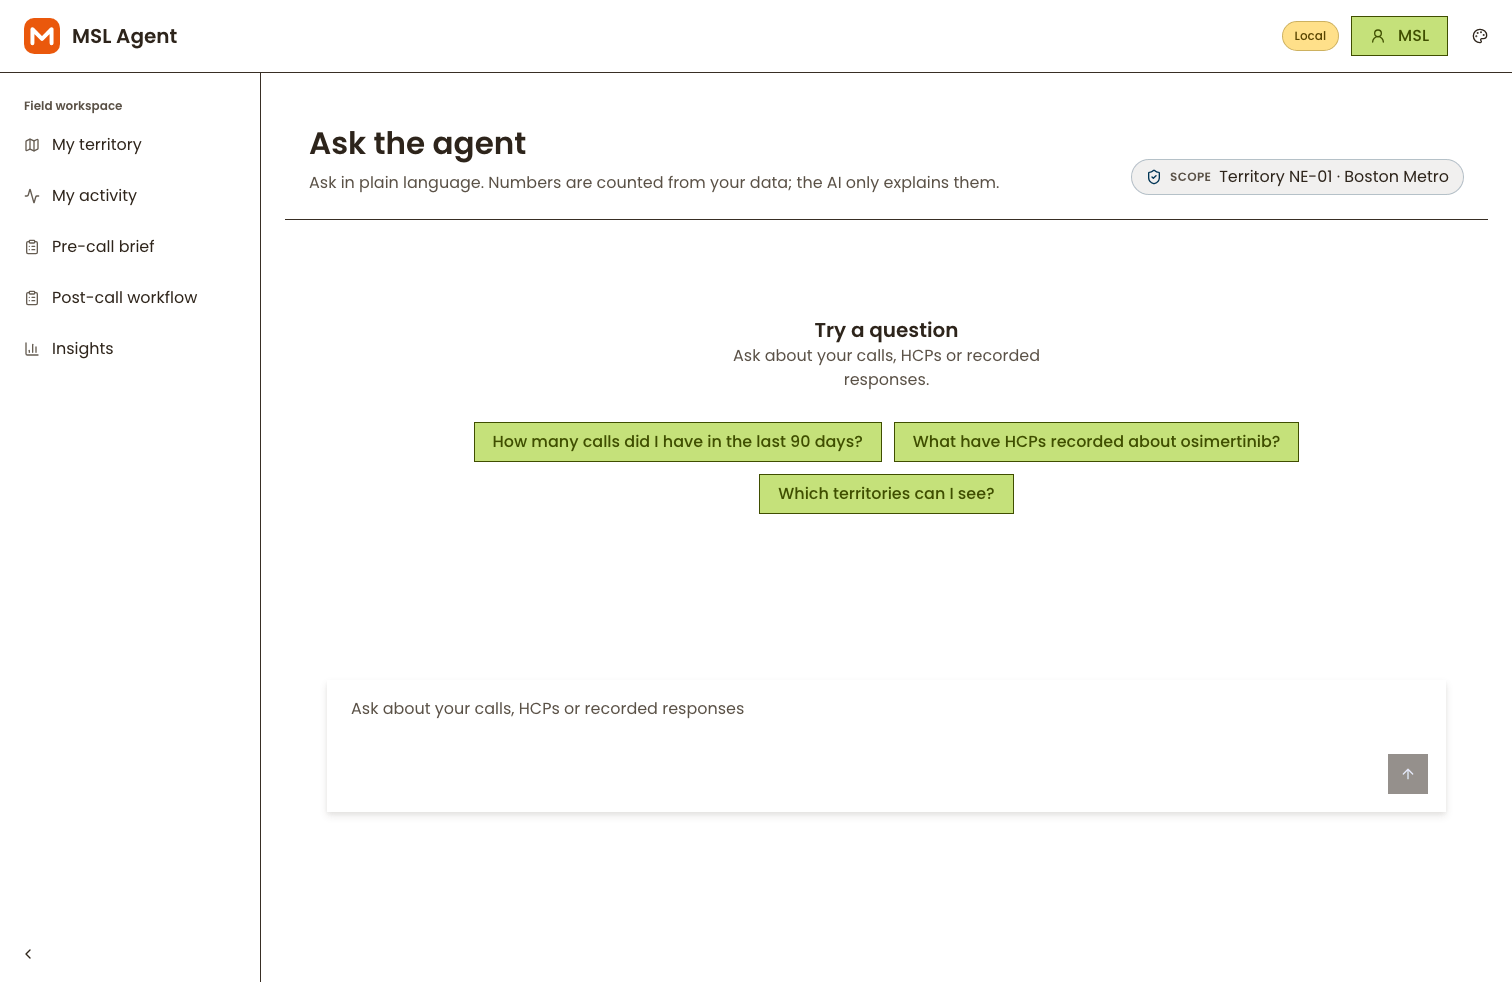 MSL Agent
Local
MSL
Field workspace
My territory
My activity
Pre-call brief
Post-call workflow
Insights
Ask the agent
Ask in plain language. Numbers are counted from your data; the AI only explains them.
SCOPE Territory NE-01 · Boston Metro
Try a question
Ask about your calls, HCPs or recorded
responses.
How many calls did I have in the last 90 days?
What have HCPs recorded about osimertinib?
Which territories can I see?
Ask about your calls, HCPs or recorded responses